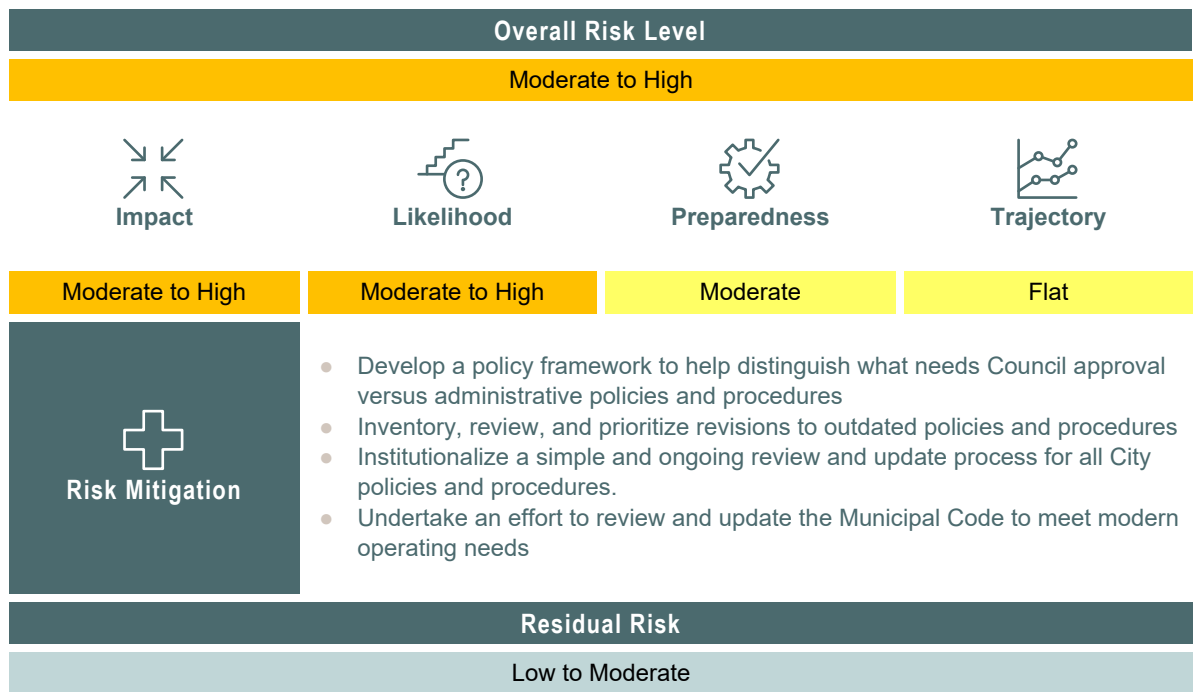 Overall Risk Level
Moderate to High
?
Impact
Likelihood
Preparedness
Trajectory
Moderate to High
Moderate to High
Moderate
Flat
Risk Mitigation
● Develop a policy framework to help distinguish what needs Council approval
versus administrative policies and procedures
● Inventory, review, and prioritize revisions to outdated policies and procedures
● Institutionalize a simple and ongoing review and update process for all City
policies and procedures.
● Undertake an effort to review and update the Municipal Code to meet modern
operating needs
Residual Risk
Low to Moderate